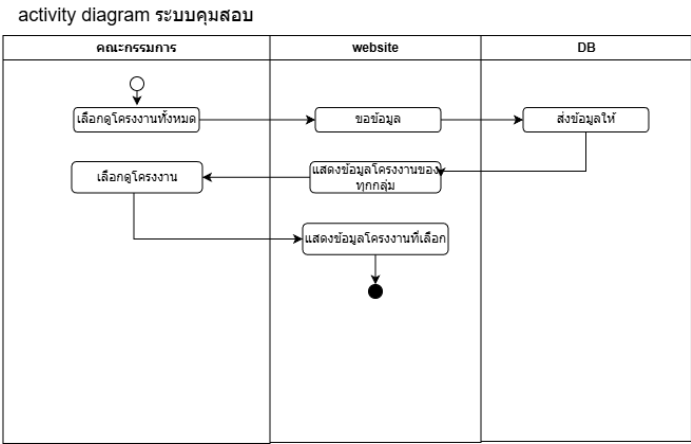 activity diagram ระบบคุมสอบ
คณะกรรมการ
website
DB
เลือกดูโครงงานทั้งหมด
ขอข้อมูล
ส่งข้อมูลให้
เลือกดูโครงงาน
แสดงข้อมูลโครงงานของ
ทุกกลุ่ม
แสดงข้อมูลโครงงานที่เลือก